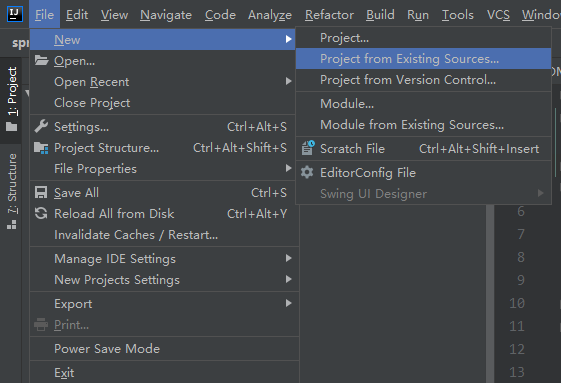 IJ File Edit View Navigate Code Analyze Refactor Build Run Tools VCS Window
spr
1: Project
7: Structure
New
Open...
Open Recent
Close Project
Settings... Ctrl+Alt+S
Project Structure... Ctrl+Alt+Shift+S
File Properties
Save All Ctrl+S
Reload All from Disk Ctrl+Alt+Y
Invalidate Caches / Restart...
Manage IDE Settings
New Projects Settings
Export
Print...
Power Save Mode
Exit
Project...
Project from Existing Sources...
Project from Version Control...
Module...
Module from Existing Sources...
Scratch File Ctrl+Alt+Shift+Insert
EditorConfig File
Swing UI Designer
6
7
8
9
10
11
12
13